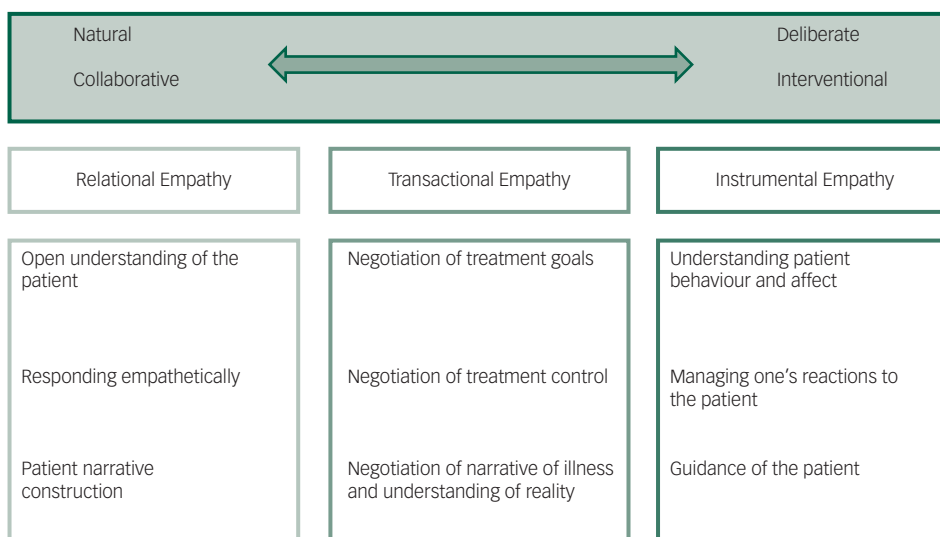 Natural
Deliberate
Collaborative
Interventional
Relational Empathy
Transactional Empathy
Instrumental Empathy
Open understanding of the
patient
Responding empathetically
Patient narrative
construction
Negotiation of treatment goals
Negotiation of treatment control
Negotiation of narrative of illness
and understanding of reality
Understanding patient
behaviour and affect
Managing one’s reactions to
the patient
Guidance of the patient